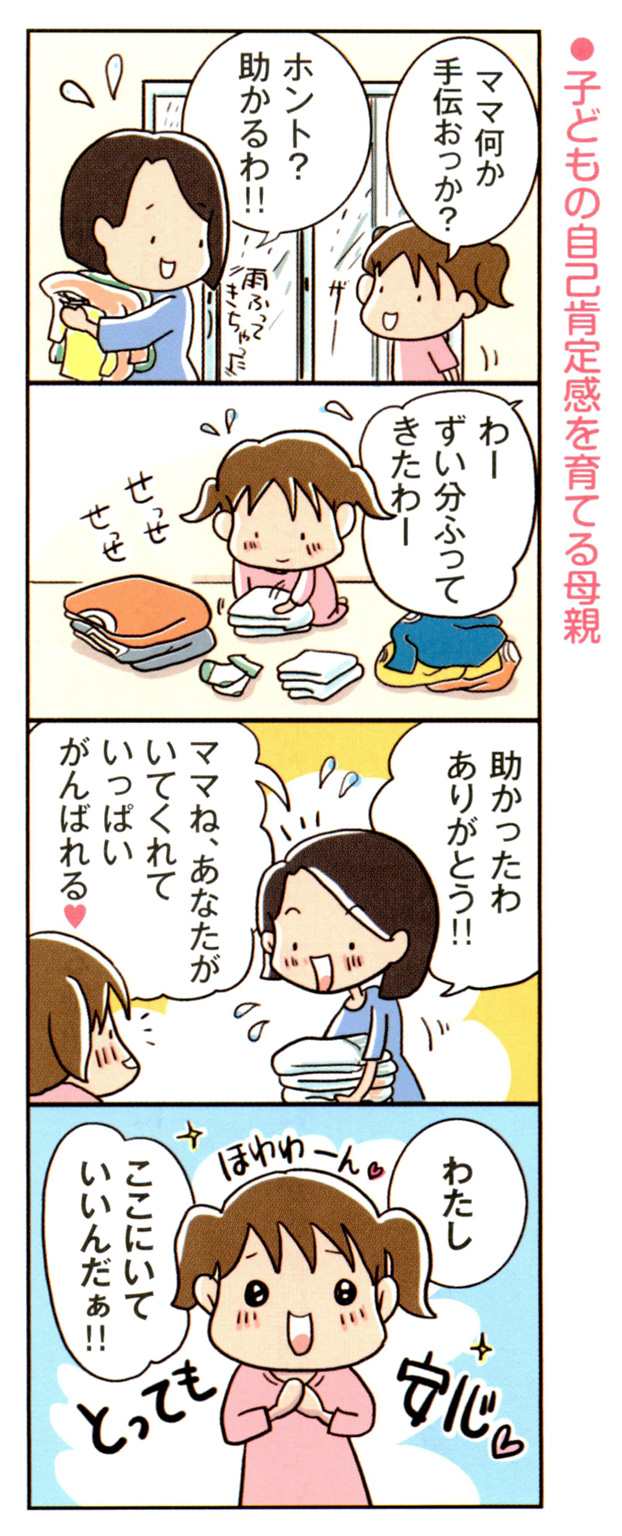 ●子どもの自己肯定感を育てる母親
ママ何か
手伝おっか?
ホント?
助かるわ!!
ザー
雨ふって
きちゃった
わー
ずい分ふって
きたわー
せっせ
せっせ
助かったわ
ありがとう!!
ママね、あなたが
いてくれて
いっぱい
がんばれる♥
わたし
ほわわーん
ここにいて
いいんだぁ!!
とっても
安心♡